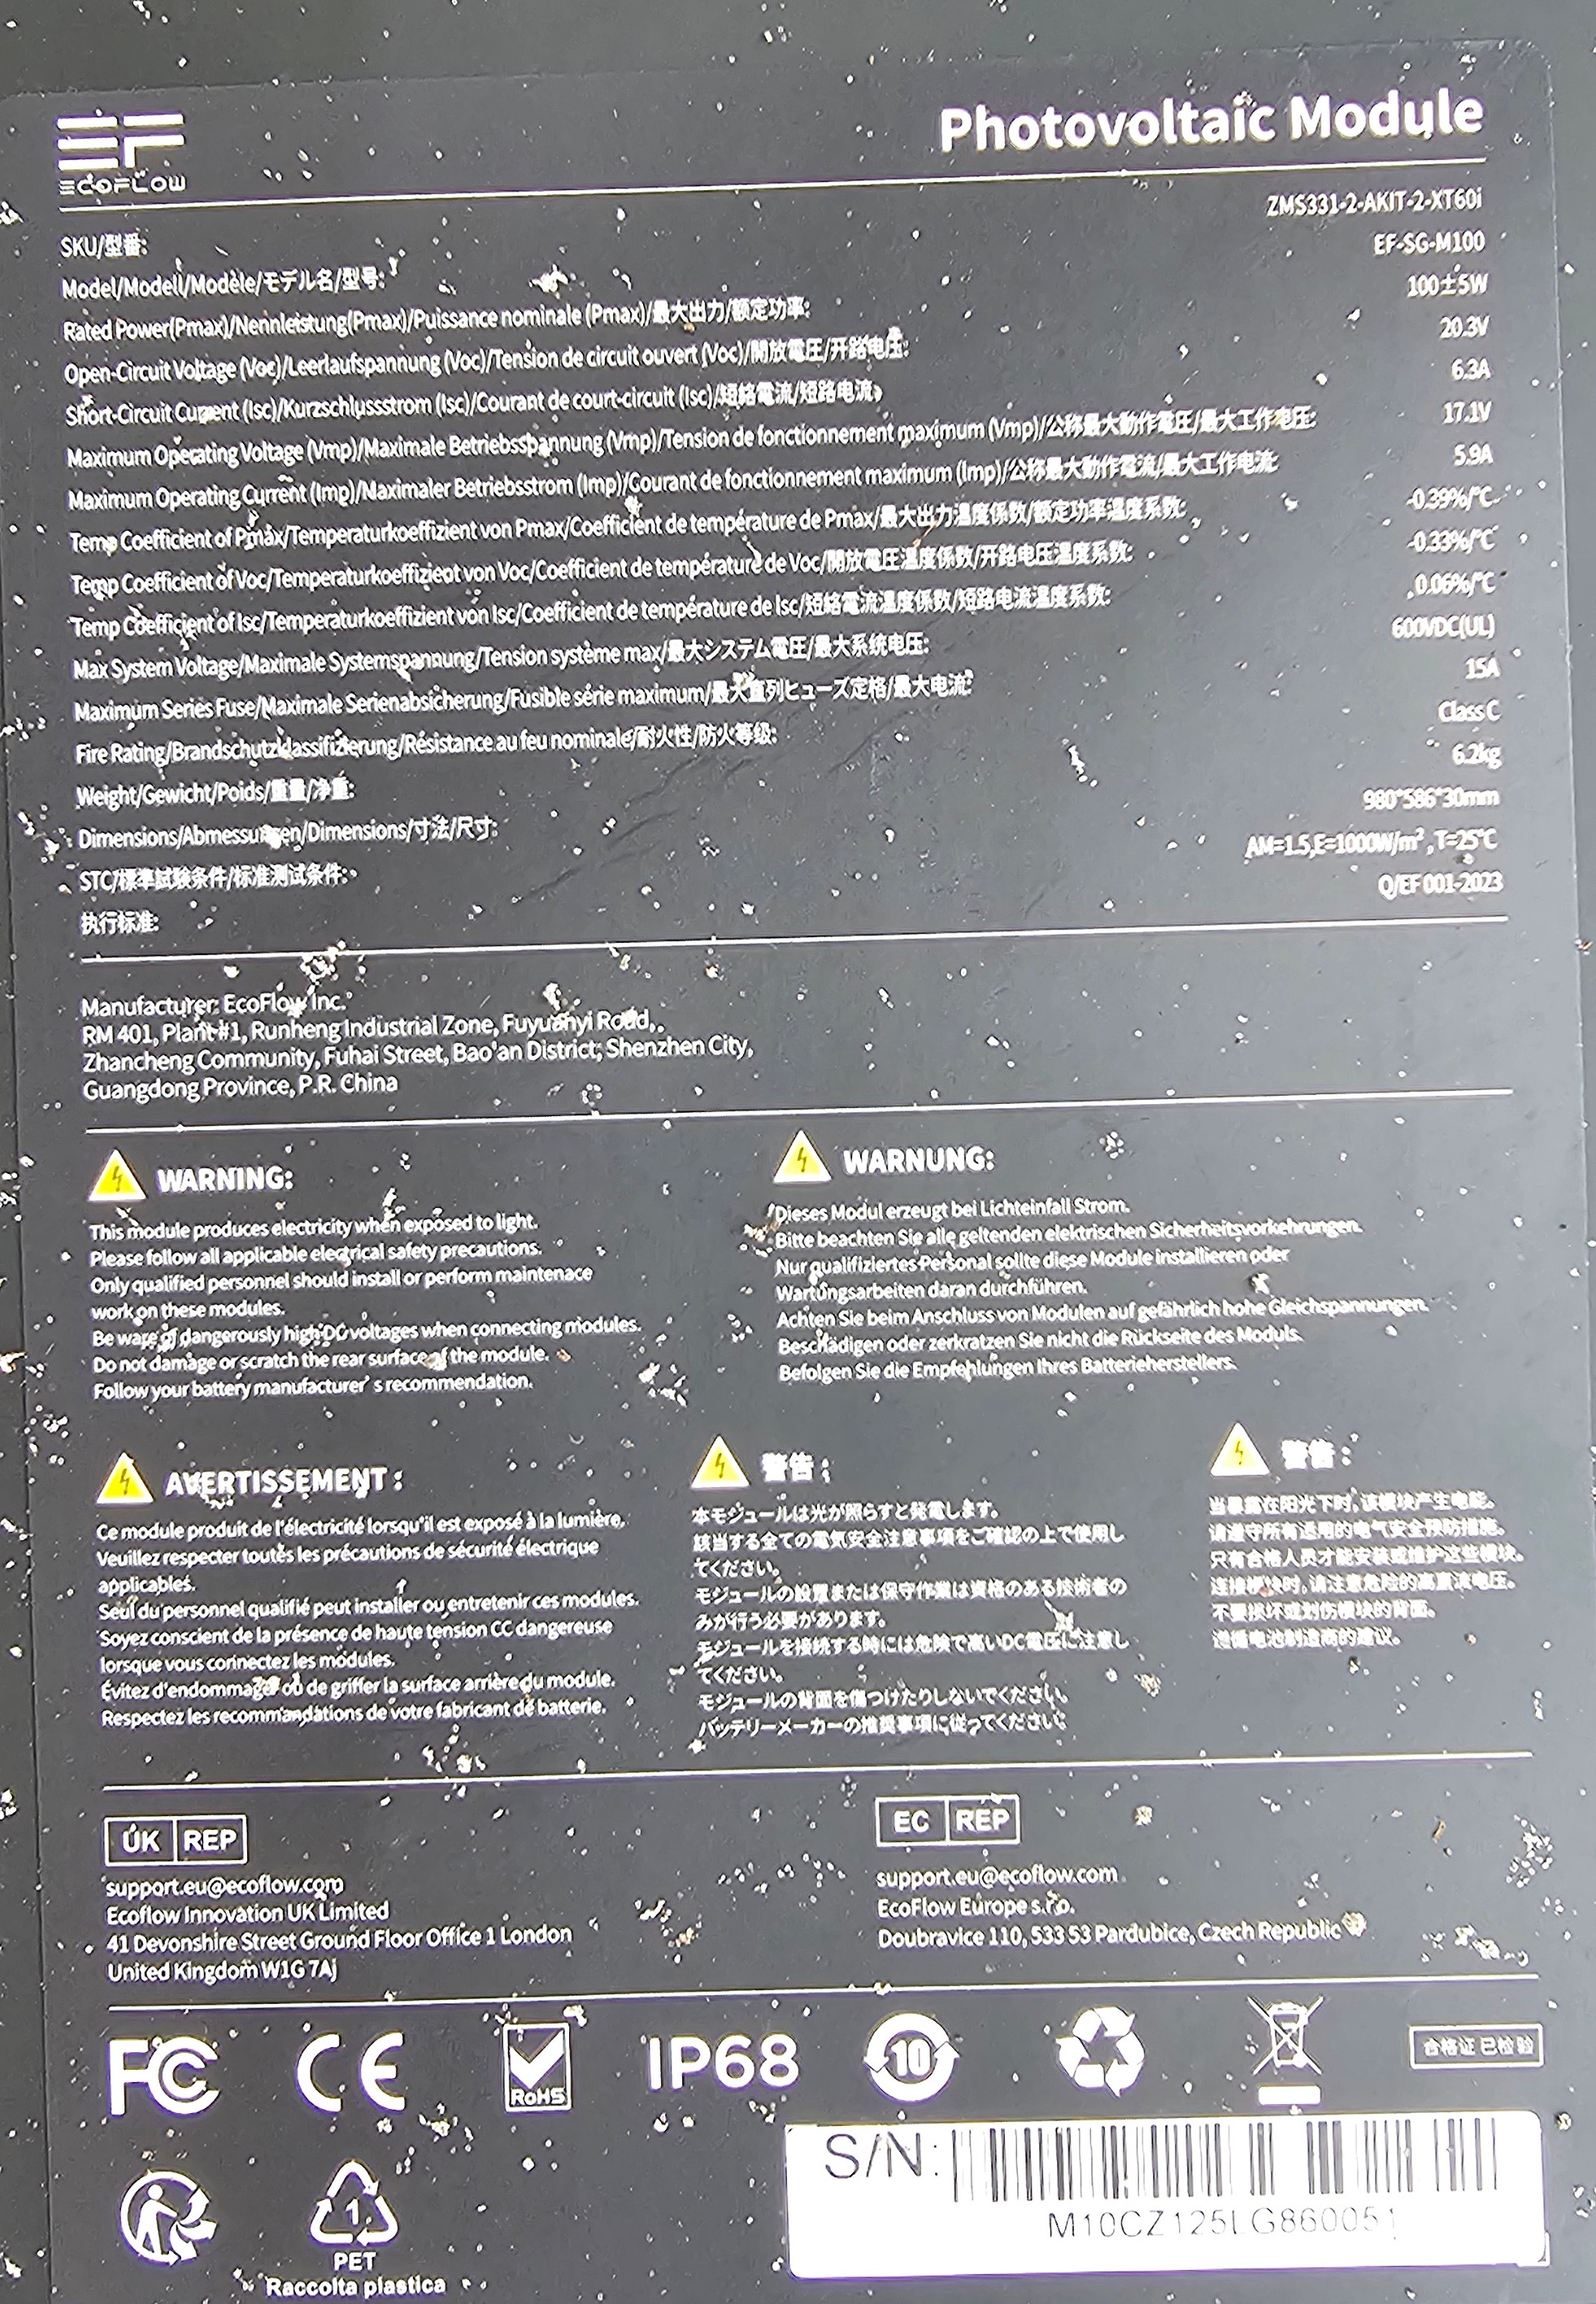 EF
ECOFLOW
Photovoltaic Module
SKU/型番: ZMS331-2-AKIT-2-XT60i
Model/Modell/Modèle/モデル名/型号: EF-SG-M100
Rated Power(Pmax)/Nennleistung(Pmax)/Puissance nominale (Pmax)/最大出力/额定功率: 100±5W
Open-Circuit Voltage (Voc)/Leerlaufspannung (Voc)/Tension de circuit ouvert (Voc)/開放電圧/开路电压: 20.3V
Short-Circuit Current (Isc)/Kurzschlussstrom (Isc)/Courant de court-circuit (Isc)/短絡電流/短路电流: 6.3A
Maximum Operating Voltage (Vmp)/Maximale Betriebsspannung (Vmp)/Tension de fonctionnement maximum (Vmp)/公称最大動作電圧/最大工作电压: 17.1V
Maximum Operating Current (Imp)/Maximaler Betriebsstrom (Imp)/Courant de fonctionnement maximum (Imp)/公称最大動作電流/最大工作电流: 5.9A
Temp Coefficient of Pmax/Temperaturkoeffizient von Pmax/Coefficient de température de Pmax/最大出力温度係数/额定功率温度系数: -0.39%/°C
Temp Coefficient of Voc/Temperaturkoeffizient von Voc/Coefficient de température de Voc/開放電圧温度係数/开路电压温度系数: -0.33%/°C
Temp Coefficient of Isc/Temperaturkoeffizient von Isc/Coefficient de température de Isc/短絡電流温度係数/短路电流温度系数: 0.06%/°C
Max System Voltage/Maximale Systemspannung/Tension système max/最大システム電圧/最大系统电压: 600VDC(UL)
Maximum Series Fuse/Maximale Serienabsicherung/Fusible série maximum/最大直列ヒューズ定格/最大电流: 15A
Fire Rating/Brandschutzklassifizierung/Résistance au feu nominale/耐火性/防火等级: Class C
Weight/Gewicht/Poids/重量/净重: 6.2kg
Dimensions/Abmessungen/Dimensions/寸法/尺寸: 980*586*30mm
STC/標準試験条件/标准测试条件: AM=1.5,E=1000W/m², T=25°C
执行标准: Q/EF 001-2023
Manufacturer: EcoFlow Inc.
RM 401, Plant #1, Runheng Industrial Zone, Fuyuanyi Road,
Zhancheng Community, Fuhai Street, Bao'an District, Shenzhen City,
Guangdong Province, P.R. China
WARNING:
This module produces electricity when exposed to light.
Please follow all applicable electrical safety precautions.
Only qualified personnel should install or perform maintenace
work on these modules.
Be ware of dangerously high DC voltages when connecting modules.
Do not damage or scratch the rear surface of the module.
Follow your battery manufacturer's recommendation.
WARNUNG:
Dieses Modul erzeugt bei Lichteinfall Strom.
Bitte beachten Sie alle geltenden elektrischen Sicherheitsvorkehrungen.
Nur qualifiziertes Personal sollte diese Module installieren oder
Wartungsarbeiten daran durchführen.
Achten Sie beim Anschluss von Modulen auf gefährlich hohe Gleichspannungen.
Beschädigen oder zerkratzen Sie nicht die Rückseite des Moduls.
Befolgen Sie die Empfehlungen Ihres Batterieherstellers.
AVERTISSEMENT:
Ce module produit de l'électricité lorsqu'il est exposé à la lumière.
Veuillez respecter toutes les précautions de sécurité électrique
applicables.
Seul du personnel qualifié peut installer ou entretenir ces modules.
Soyez conscient de la présence de haute tension CC dangereuse
lorsque vous connectez les modules.
Évitez d'endommager ou de griffer la surface arrière du module.
Respectez les recommandations de votre fabricant de batterie.
警告:
本モジュールは光が照らすと発電します。
該当する全ての電気安全注意事項をご確認の上で使用し
てください。
モジュールの設置または保守作業は資格のある技術者の
みが行う必要があります。
モジュールを接続する時には危険で高いDC電圧に注意し
てください。
モジュールの背面を傷つけたりしないでください。
バッテリーメーカーの推奨事項に従ってください。
警告:
当暴露在阳光下时,该模块产生电能。
请遵守所有适用的电气安全预防措施。
只有合格人员才能安装或维护这些模块。
连接模块时,请注意危险的高直流电压。
不要损坏或划伤模块的背面。
遵循电池制造商的建议。
UK REP
support.eu@ecoflow.com
Ecoflow Innovation UK Limited
41 Devonshire Street Ground Floor Office 1 London
United Kingdom W1G 7AJ
EC REP
support.eu@ecoflow.com
EcoFlow Europe s.r.o.
Doubravice 110, 533 53 Pardubice, Czech Republic
FC CE RoHS IP68 10 合格证 已检验
1
PET
Raccolta plastica
S/N:
M10CZ125LG860051